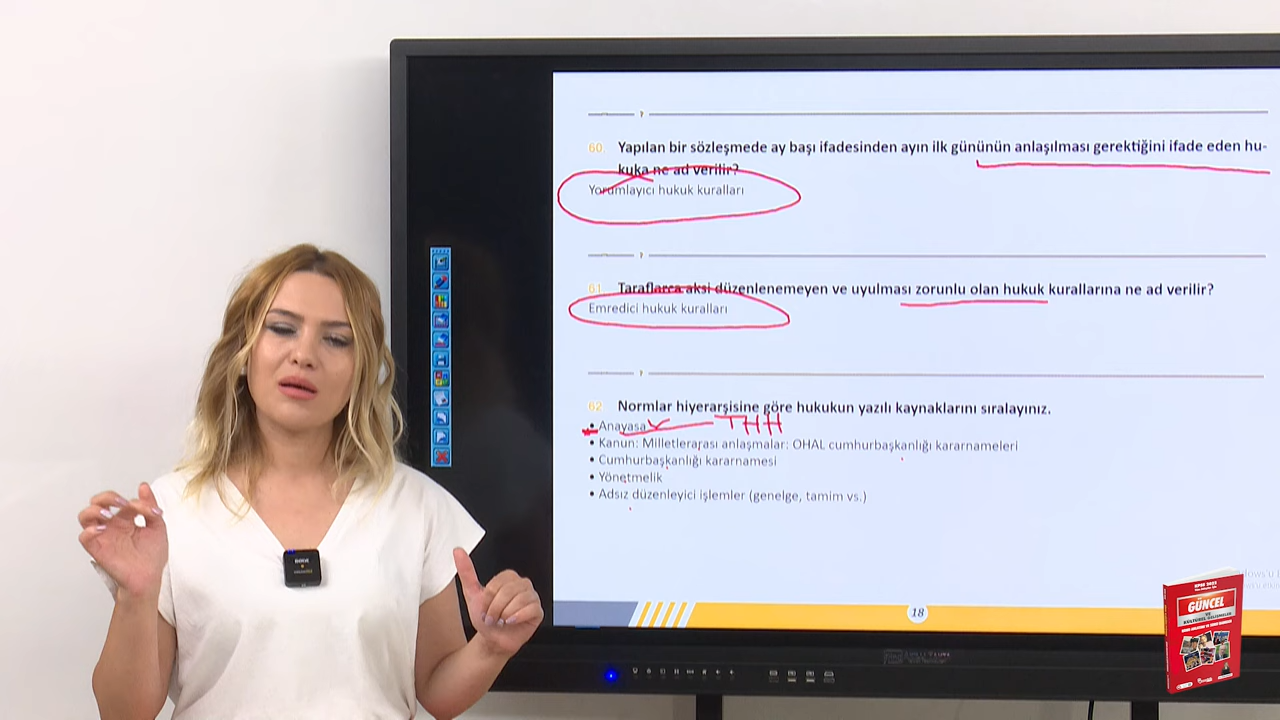 60 Yapılan bir sözleşmede ay başı ifadesinden ayın ilk gününün anlaşılması gerektiğini ifade eden hu-
kuka ne ad verilir?
Yorumlayıcı hukuk kuralları
61 Taraflarca aksi düzenlenemeyen ve uyulması zorunlu olan hukuk kurallarına ne ad verilir?
Emredici hukuk kuralları
62 Normlar hiyerarşisine göre hukukun yazılı kaynaklarını sıralayınız.
• Anayasa THH
• Kanun: Milletlerarası anlaşmalar: OHAL cumhurbaşkanlığı kararnameleri
• Cumhurbaşkanlığı kararnamesi
• Yönetmelik
• Adsız düzenleyici işlemler (genelge, tamim vs.)
18
GÜNCEL